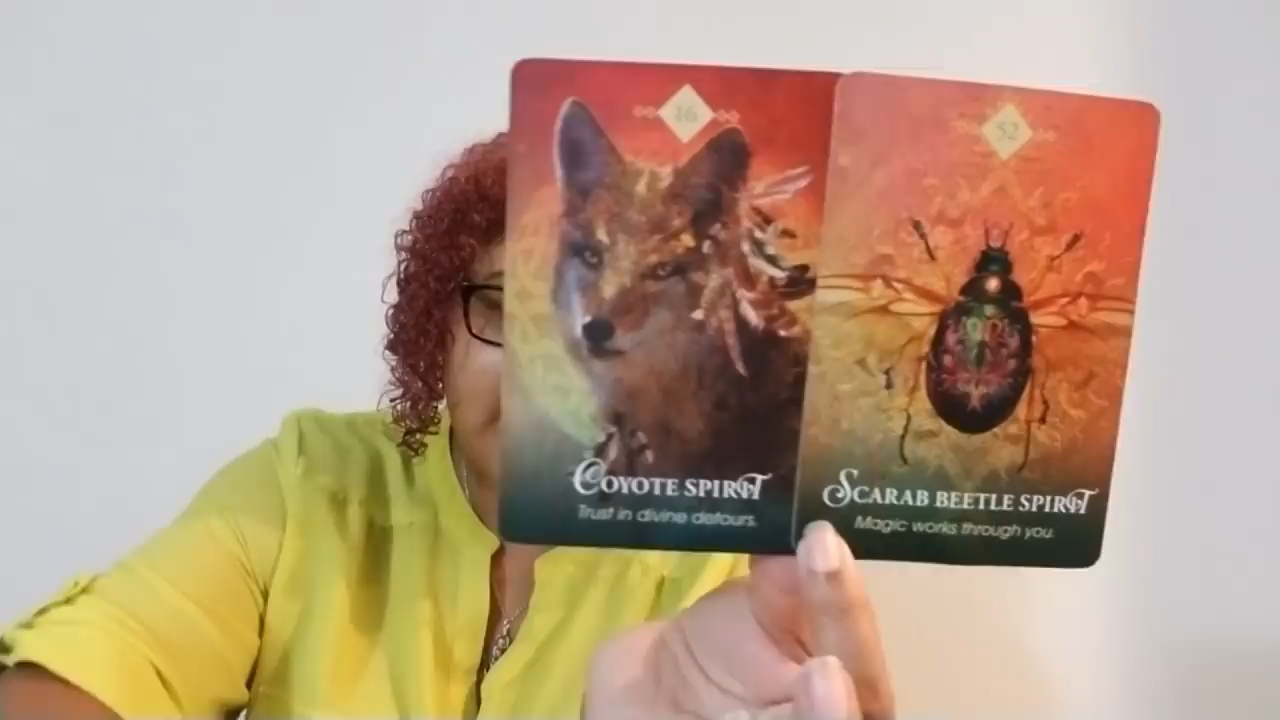 16
COYOTE SPIRIT
Trust in divine detours.
52
SCARAB BEETLE SPIRIT
Magic works through you.